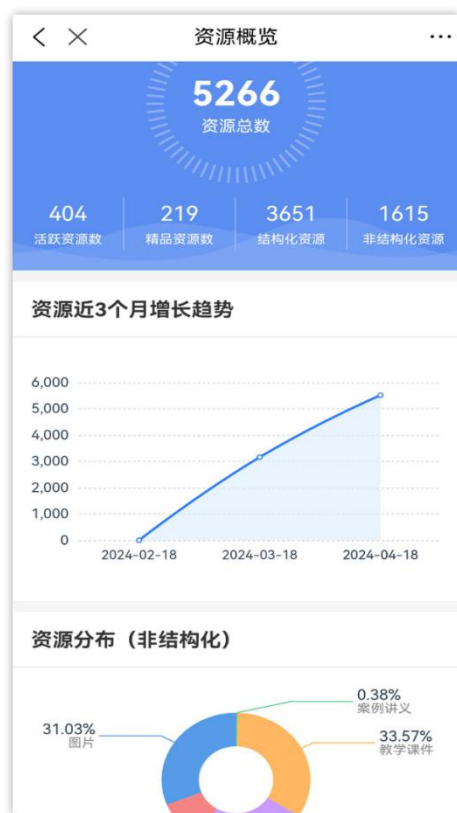 资源概览
5266
资源总数
404 219 3651 1615
活跃资源数 精品资源数 结构化资源 非结构化资源
资源近3个月增长趋势
6,000
5,000
4,000
3,000
2,000
1,000
0
2024-02-18 2024-03-18 2024-04-18
资源分布（非结构化）
0.38%
案例讲义
31.03%
图片
33.57%
教学课件